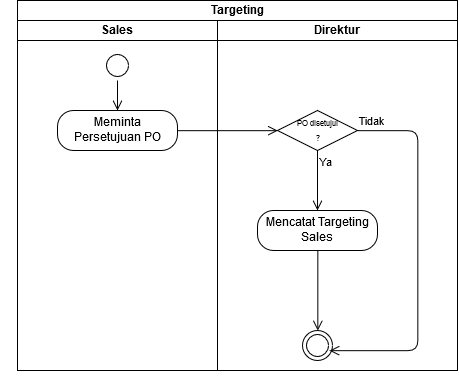 Targeting
Sales
Direktur
Meminta
Persetujuan PO
PO disetujui
?
Tidak
Ya
Mencatat Targeting
Sales